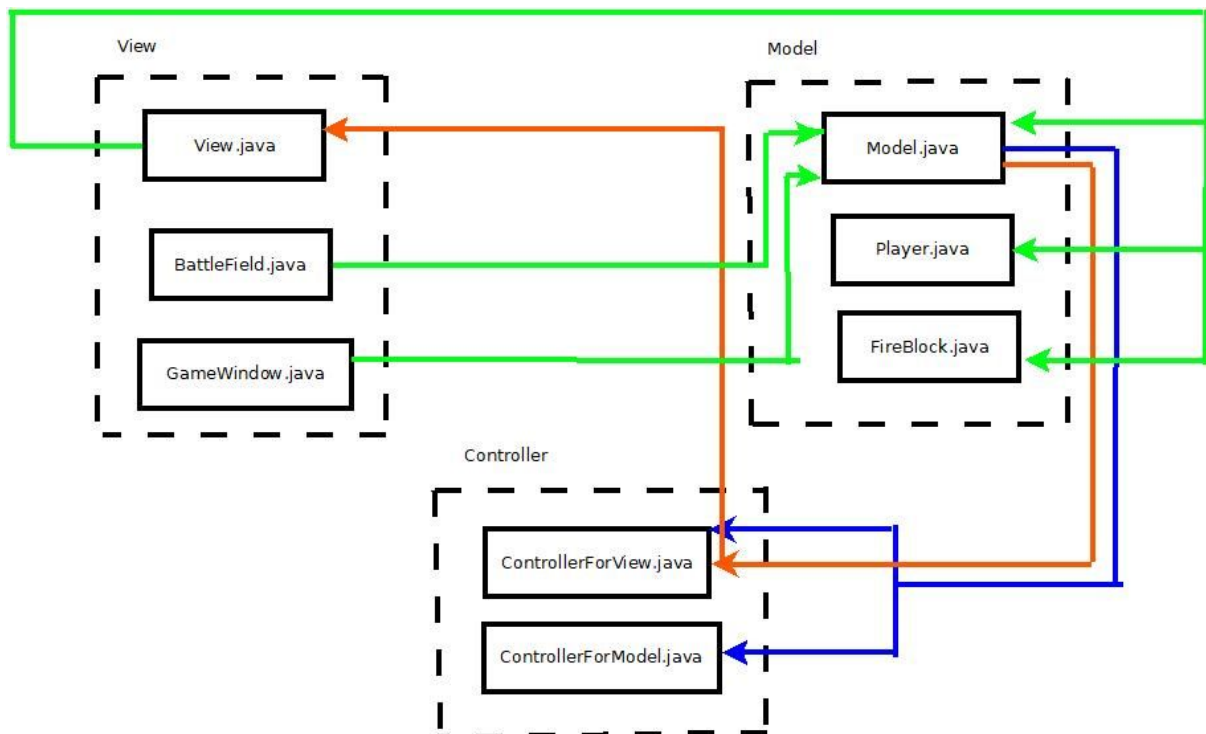 View
View.java
BattleField.java
GameWindow.java
Model
Model.java
Player.java
FireBlock.java
Controller
ControllerForView.java
ControllerForModel.java